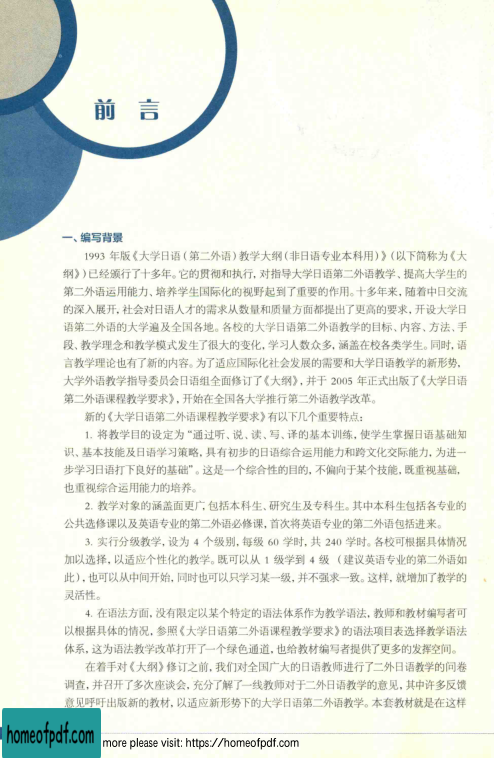 前 言
一、编写背景
1993 年版《大学日语(第二外语)教学大纲(非日语专业本科用)》(以下简称为《大
纲》)已经颁行了十多年。它的贯彻和执行,对指导大学日语第二外语教学、提高大学生的
第二外语运用能力、培养学生国际化的视野起到了重要的作用。十多年来,随着中日交流
的深入展开,社会对日语人才的需求从数量和质量方面都提出了更高的要求,开设大学日
语第二外语的大学遍及全国各地。各校的大学日语第二外语教学的目标、内容、方法、手
段、教学理念和教学模式发生了很大的变化,学习人数众多,涵盖在校各类学生。同时,语
言教学理论也有了新的内容。为了适应国际化社会发展的需要和大学日语教学的新形势,
大学外语教学指导委员会日语组全面修订了《大纲》,并于 2005 年正式出版了《大学日语
第二外语课程教学要求》,开始在全国各大学推行第二外语教学改革。
新的《大学日语第二外语课程教学要求》有以下几个重要特点:
1. 将教学目的设定为“通过听、说、读、写、译的基本训练,使学生掌握日语基础知
识、基本技能及日语学习策略,具有初步的日语综合运用能力和跨文化交际能力,为进一
步学习日语打下良好的基础”。这是一个综合性的目的,不偏向于某个技能,既重视基础,
也重视综合运用能力的培养。
2. 教学对象的涵盖面更广,包括本科生、研究生及专科生。其中本科生包括各专业的
公共选修课以及英语专业的第二外语必修课,首次将英语专业的第二外语包括进来。
3. 实行分级教学,设为 4 个级别,每级 60 学时,共 240 学时。各校可根据具体情况
加以选择,以适应个性化的教学。既可以从 1 级学到 4 级 (建议英语专业的第二外语如
此),也可以从中间开始,同时也可以只学习某一级,并不强求一致。这样,就增加了教学的
灵活性。
4. 在语法方面,没有限定以某个特定的语法体系作为教学语法,教师和教材编写者可
以根据具体的情况,参照《大学日语第二外语课程教学要求》的语法项目表选择教学语法
体系,这为语法教学改革打开了一个绿色通道,也给教材编写者提供了更多的发挥空间。
在着手对《大纲》修订之前,我们对全国广大的日语教师进行了二外日语教学的问卷
调查,并召开了多次座谈会,充分了解了一线教师对于二外日语教学的意见,其中许多反馈
意见呼吁出版新的教材,以适应新形势下的大学日语第二外语教学。本套教材就是在这样
homeofpdf.com
more please visit: https://homeofpdf.com